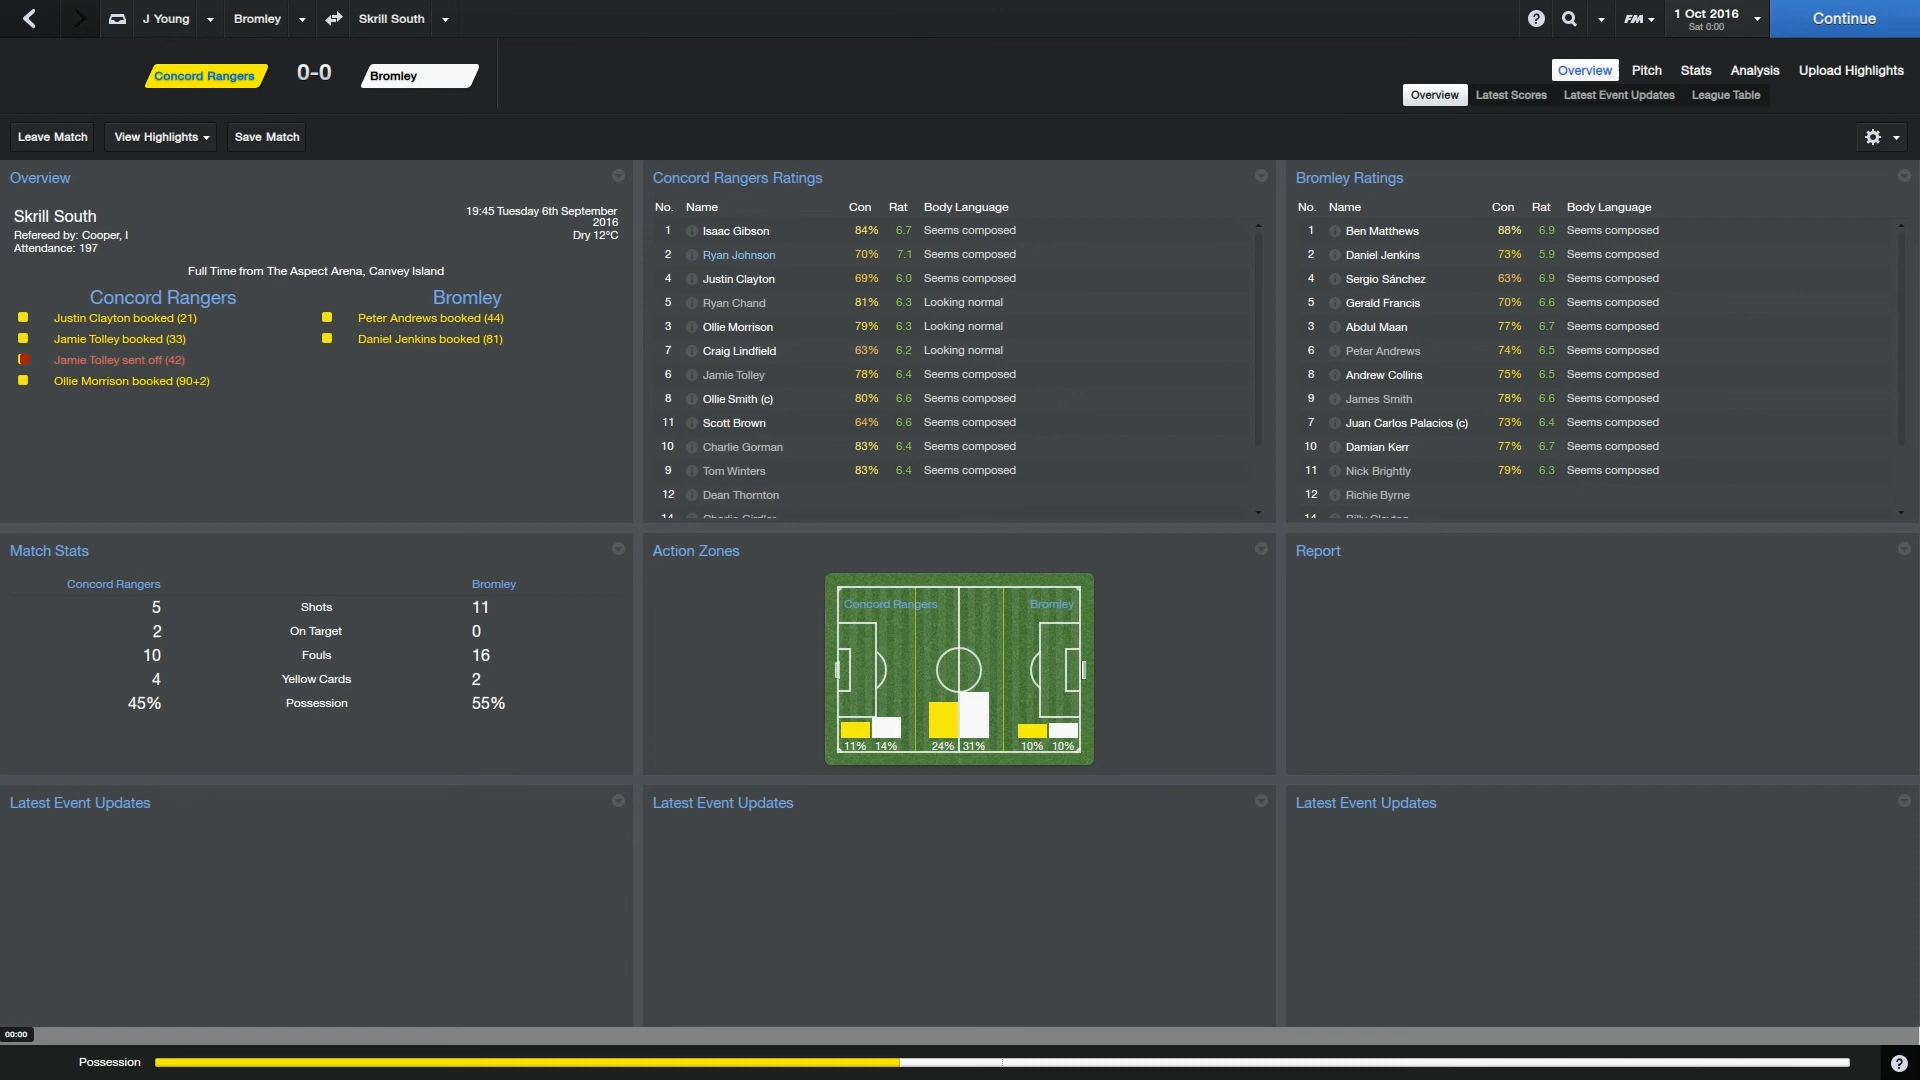 J Young
Bromley
Skrill South
FM
1 Oct 2016
Sat 0:00
Continue
Concord Rangers
0-0
Bromley
Overview Pitch Stats Analysis Upload Highlights
Overview Latest Scores Latest Event Updates League Table
Leave Match
View Highlights
Save Match
Overview
Skrill South
Refereed by: Cooper, I
Attendance: 197
19:45 Tuesday 6th September
2016
Dry 12°C
Full Time from The Aspect Arena, Canvey Island
Concord Rangers
Justin Clayton booked (21)
Jamie Tolley booked (33)
Jamie Tolley sent off (42)
Ollie Morrison booked (90+2)
Bromley
Peter Andrews booked (44)
Daniel Jenkins booked (81)
Concord Rangers Ratings
No. Name Con Rat Body Language
1 Isaac Gibson 84% 6.7 Seems composed
2 Ryan Johnson 70% 7.1 Seems composed
4 Justin Clayton 69% 6.0 Seems composed
5 Ryan Chand 81% 6.3 Looking normal
3 Ollie Morrison 79% 6.3 Looking normal
7 Craig Lindfield 63% 6.2 Looking normal
6 Jamie Tolley 78% 6.4 Seems composed
8 Ollie Smith (c) 80% 6.6 Seems composed
11 Scott Brown 64% 6.6 Seems composed
10 Charlie Gorman 83% 6.4 Seems composed
9 Tom Winters 83% 6.4 Seems composed
12 Dean Thornton
Bromley Ratings
No. Name Con Rat Body Language
1 Ben Matthews 88% 6.9 Seems composed
2 Daniel Jenkins 73% 5.9 Seems composed
4 Sergio Sánchez 63% 6.9 Seems composed
5 Gerald Francis 70% 6.6 Seems composed
3 Abdul Maan 77% 6.7 Seems composed
6 Peter Andrews 74% 6.5 Seems composed
8 Andrew Collins 75% 6.5 Seems composed
9 James Smith 78% 6.6 Seems composed
7 Juan Carlos Palacios (c) 73% 6.4 Seems composed
10 Damian Kerr 77% 6.7 Seems composed
11 Nick Brightly 79% 6.3 Seems composed
12 Richie Byrne
Match Stats
Concord Rangers Bromley
5 Shots 11
2 On Target 0
10 Fouls 16
4 Yellow Cards 2
45% Possession 55%
Action Zones
Concord Rangers Bromley
11% 14% 24% 31% 10% 10%
Report
Latest Event Updates
Latest Event Updates
Latest Event Updates
00:00
Possession